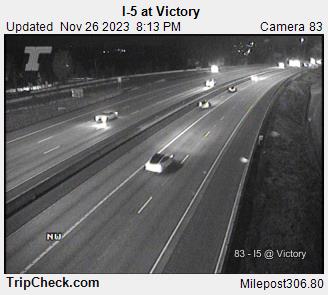 I-5 at Victory
Updated Nov 26 2023 8:13 PM Camera 83
T
NW
83 - I5 @ Victory
TripCheck.com Milepost306.80